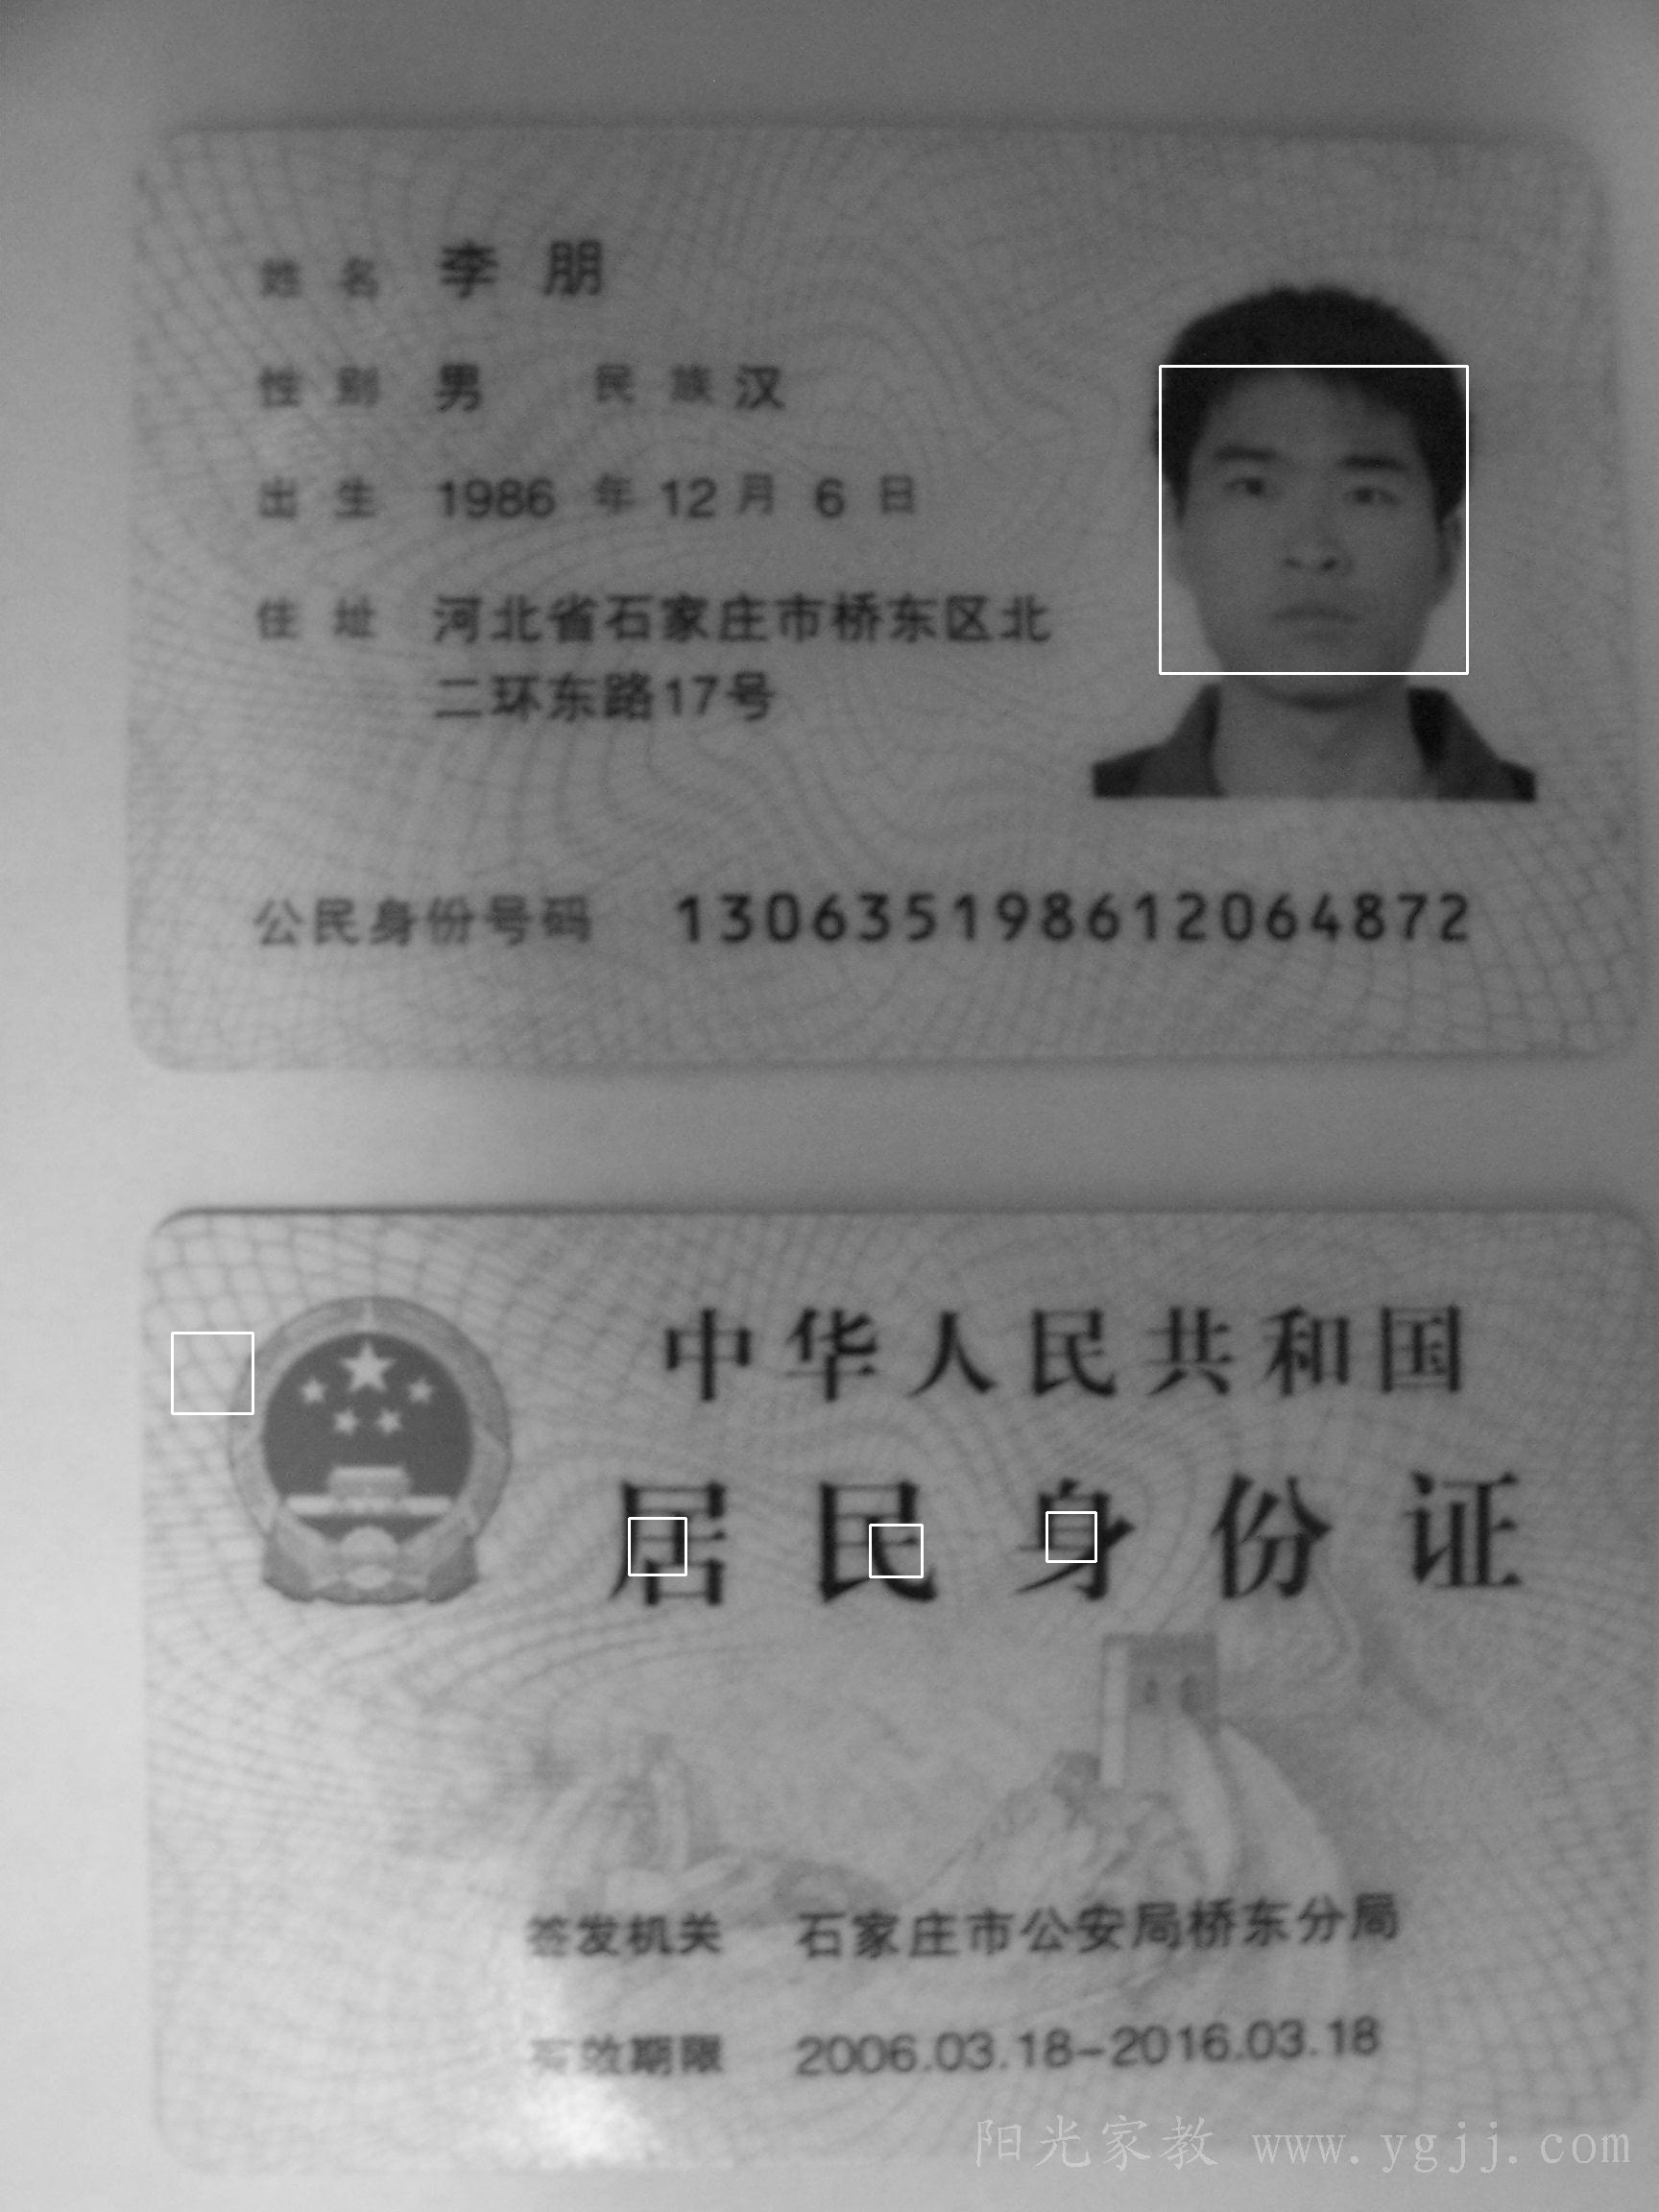 姓 名 李 朋
性 别 男 民 族 汉
出 生 1986 年 12 月 6 日
住 址 河北省石家庄市桥东区北
二环东路17号
公民身份号码 130635198612064872
中华人民共和国
居民身份证
签发机关 石家庄市公安局桥东分局
有效期限 2006.03.18-2016.03.18
阳光家教 www.ygjj.com